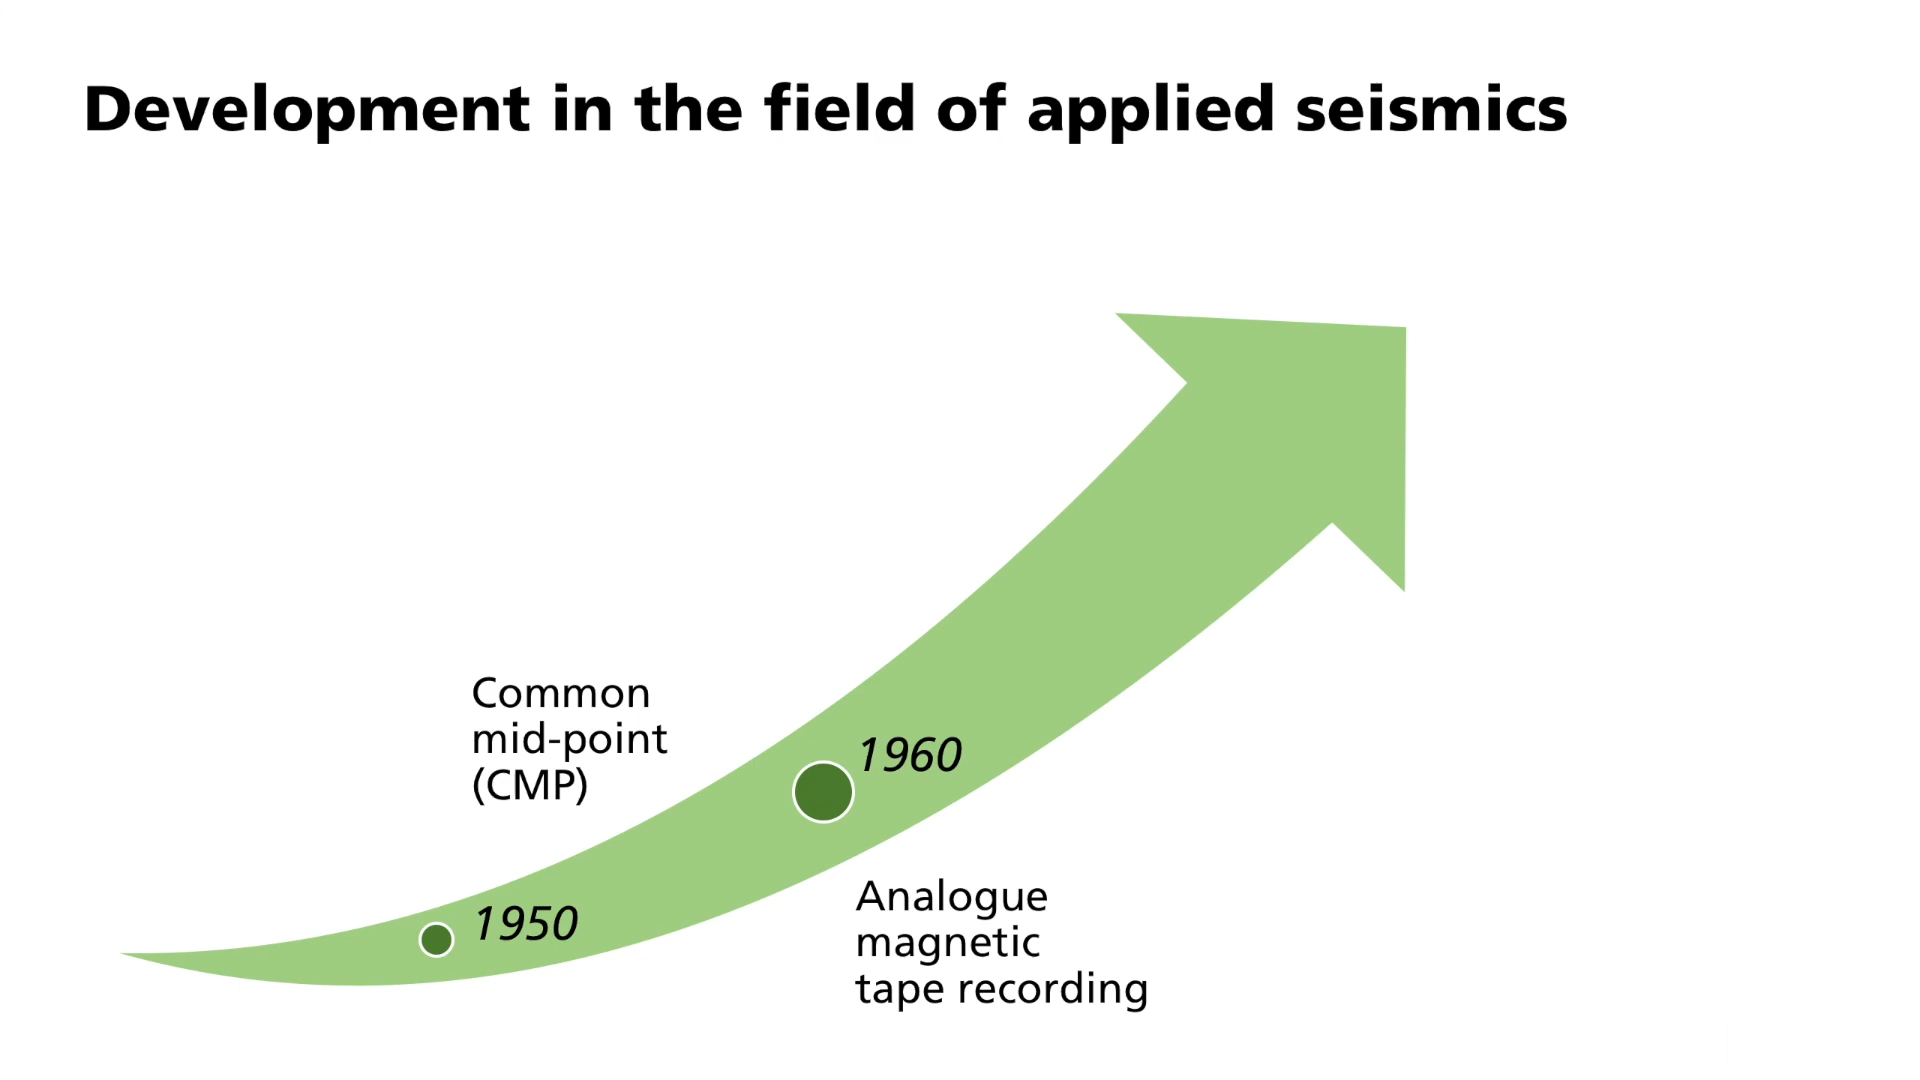 Development in the field of applied seismics
Common
mid-point
(CMP)
1950
1960
Analogue
magnetic
tape recording